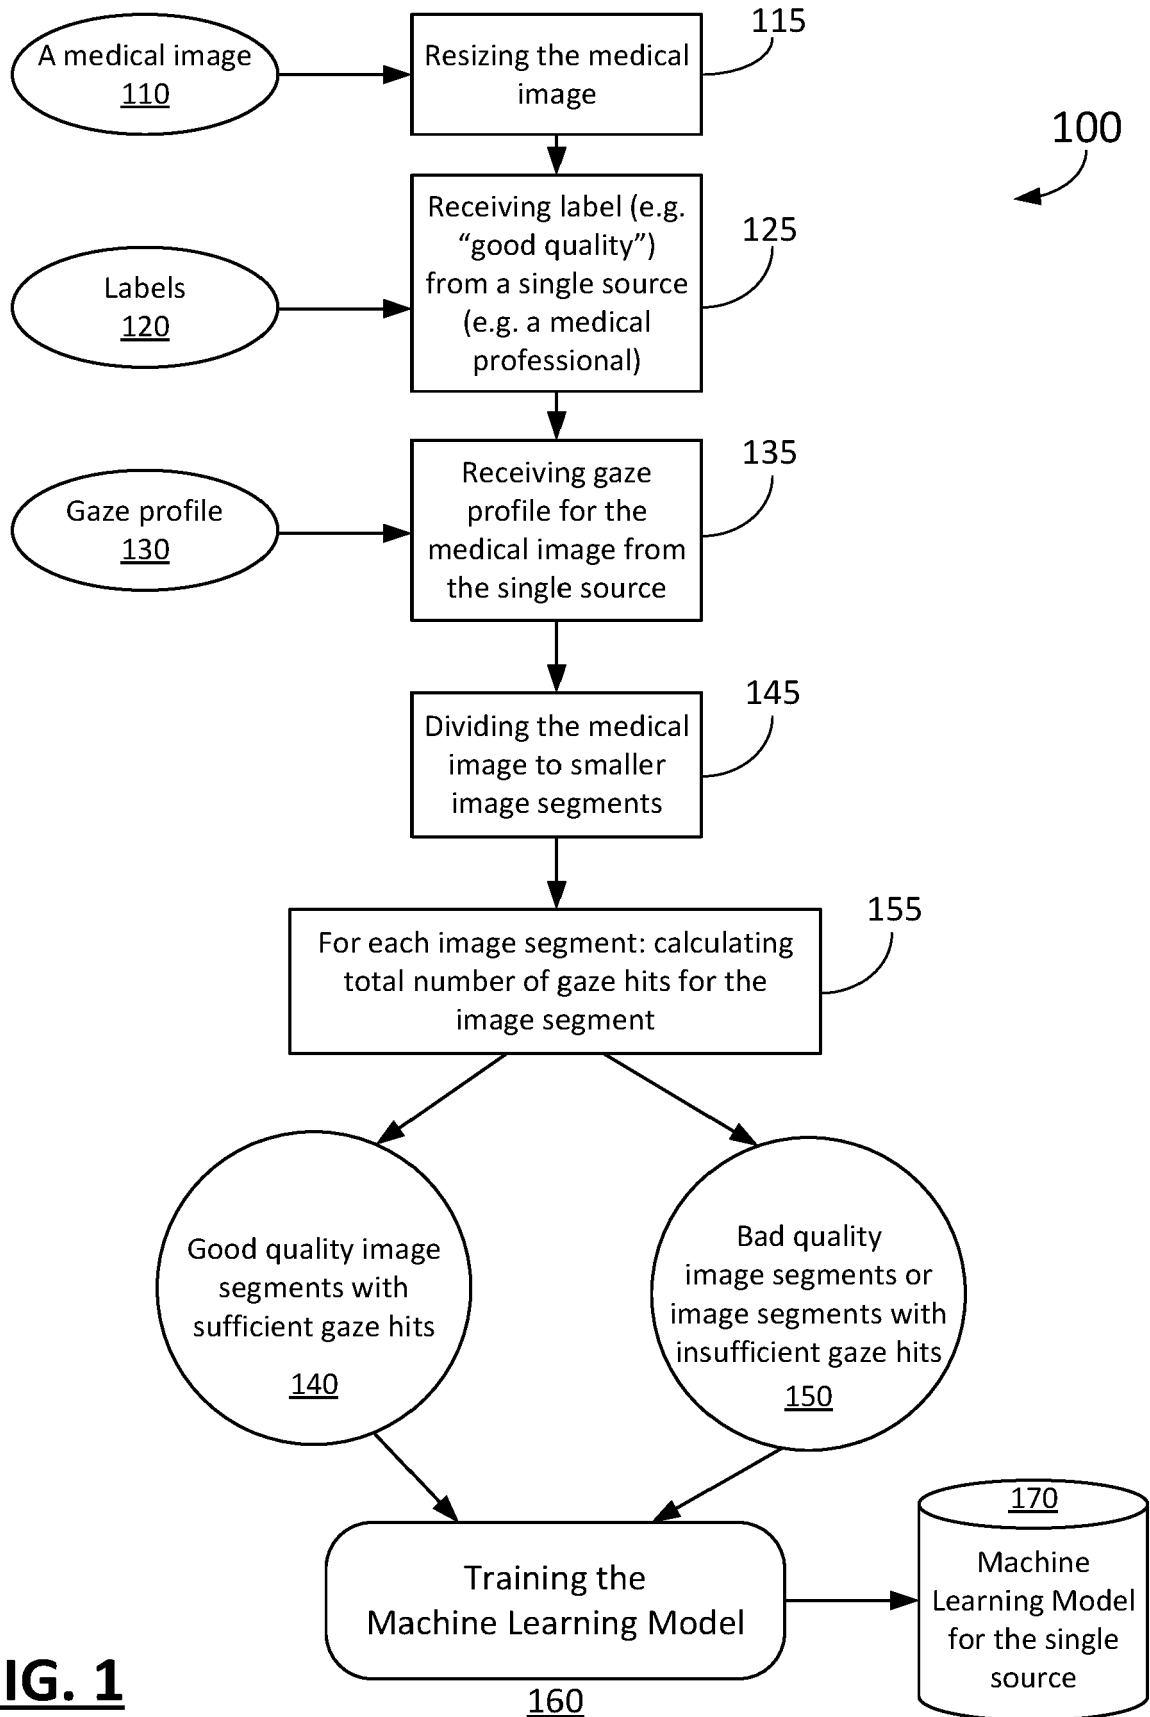 115
A medical image
110
Resizing the medical
image
100
Receiving label (e.g.
“good quality”)
from a single source
(e.g. a medical
professional)
125
Labels
120
135
Receiving gaze
profile for the
medical image from
the single source
Gaze profile
130
145
Dividing the medical
image to smaller
image segments
155
For each image segment: calculating
total number of gaze hits for the
image segment
Good quality image
segments with
sufficient gaze hits
140
Bad quality
image segments or
image segments with
insufficient gaze hits
150
170
Machine
Learning Model
for the single
source
Training the
Machine Learning Model
160
IG. 1